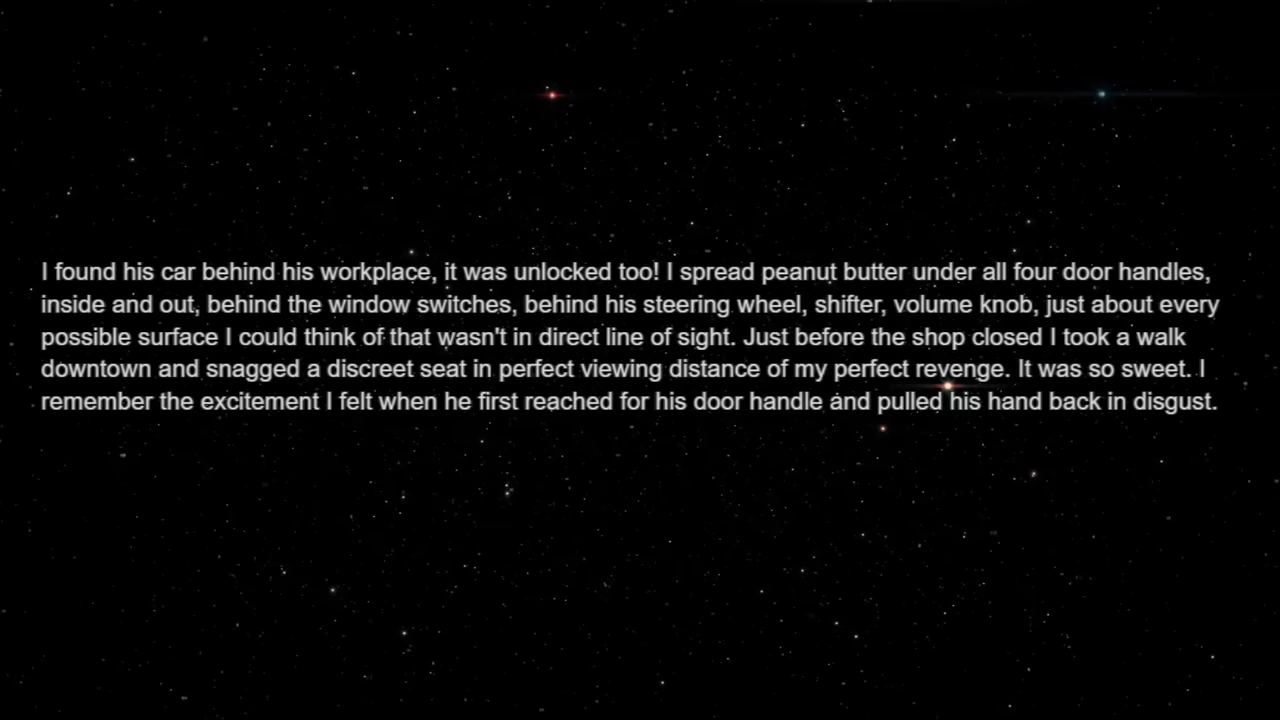 I found his car behind his workplace, it was unlocked too! I spread peanut butter under all four door handles,
inside and out, behind the window switches, behind his steering wheel, shifter, volume knob, just about every
possible surface I could think of that wasn't in direct line of sight. Just before the shop closed I took a walk
downtown and snagged a discreet seat in perfect viewing distance of my perfect revenge. It was so sweet. I
remember the excitement I felt when he first reached for his door handle and pulled his hand back in disgust.